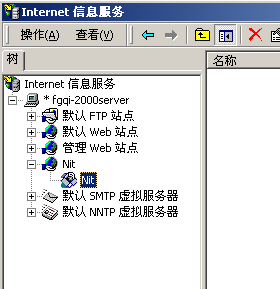 Internet 信息服务
操作(A) 查看(V)
树
名称
Internet 信息服务
* fgqi-2000server
默认 FTP 站点
默认 Web 站点
管理 Web 站点
Nit
Nit
默认 SMTP 虚拟服务器
默认 NNTP 虚拟服务器